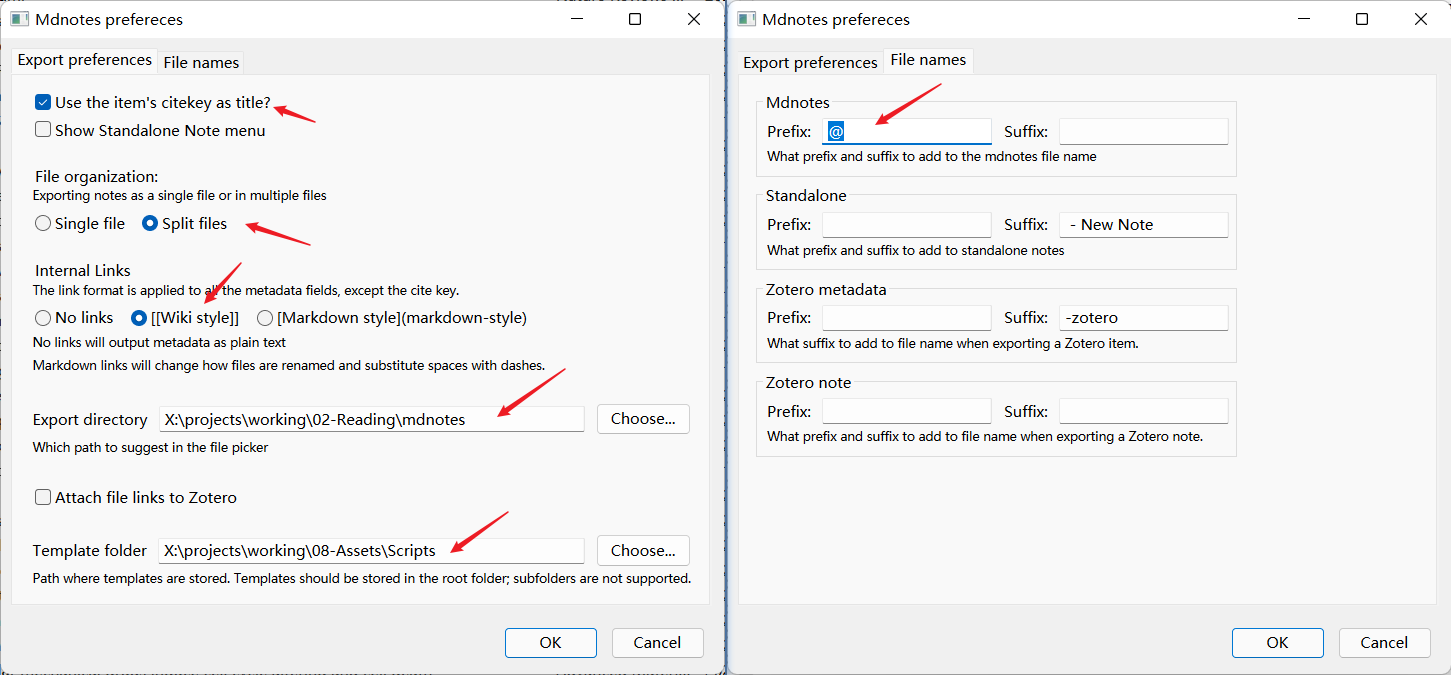 Mdnotes prefereces
Export preferences
File names
Use the item's citekey as title?
Show Standalone Note menu
File organization:
Exporting notes as a single file or in multiple files
Single file
Split files
Internal Links
The link format is applied to all the metadata fields, except the cite key.
No links
[[Wiki style]]
[Markdown style](markdown-style)
No links will output metadata as plain text
Markdown links will change how files are renamed and substitute spaces with dashes.
Export directory
X:\projects\working\02-Reading\mdnotes
Choose...
Which path to suggest in the file picker
Attach file links to Zotero
Template folder
X:\projects\working\08-Assets\Scripts
Choose...
Path where templates are stored. Templates should be stored in the root folder; subfolders are not supported.
OK
Cancel
Mdnotes prefereces
Export preferences
File names
Mdnotes
Prefix:
@
Suffix:
What prefix and suffix to add to the mdnotes file name
Standalone
Prefix:
Suffix:
- New Note
What prefix and suffix to add to standalone notes
Zotero metadata
Prefix:
Suffix:
-zotero
What suffix to add to file name when exporting a Zotero item.
Zotero note
Prefix:
Suffix:
What prefix and suffix to add to file name when exporting a Zotero note.
OK
Cancel